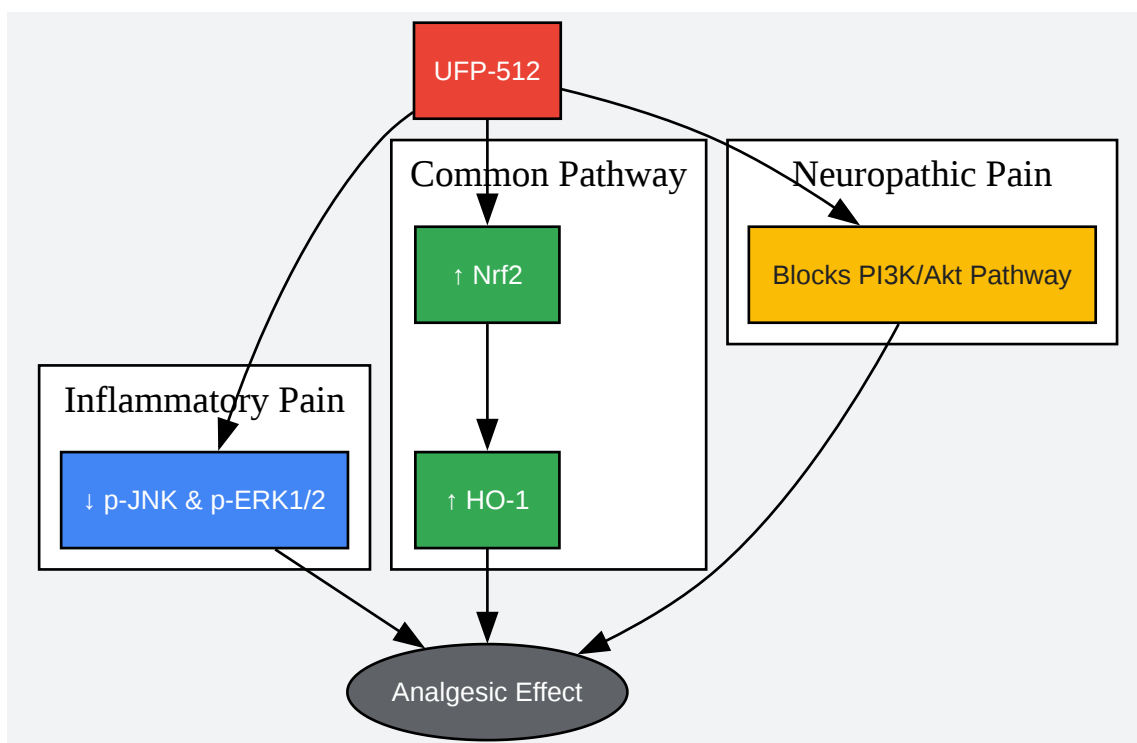 UFP-512
Common Pathway
Neuropathic Pain
↑ Nrf2
Blocks PI3K/Akt Pathway
Inflammatory Pain
↓ p-JNK & p-ERK1/2
↑ HO-1
Analgesic Effect